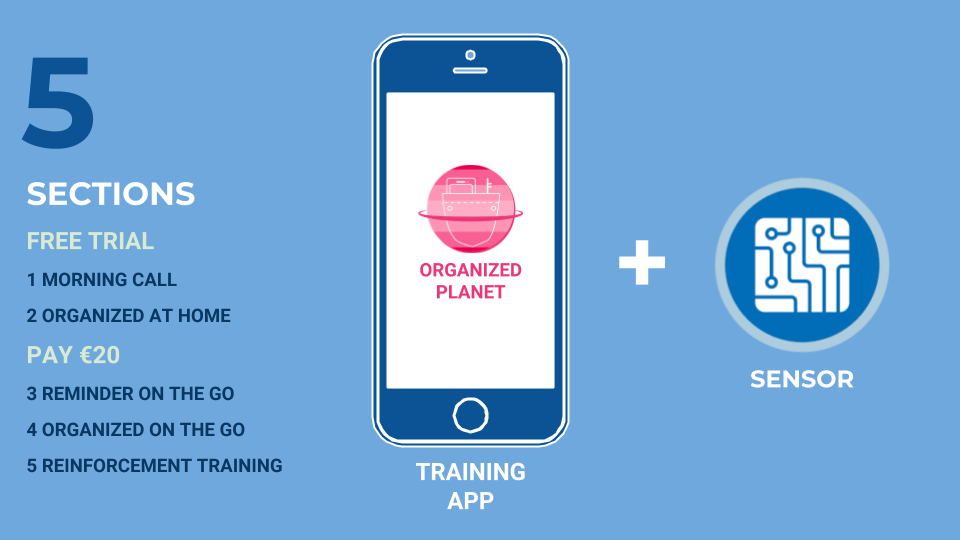 5
SECTIONS
FREE TRIAL
1 MORNING CALL
2 ORGANIZED AT HOME
PAY €20
3 REMINDER ON THE GO
4 ORGANIZED ON THE GO
5 REINFORCEMENT TRAINING
ORGANIZED
PLANET
TRAINING
APP
+
SENSOR